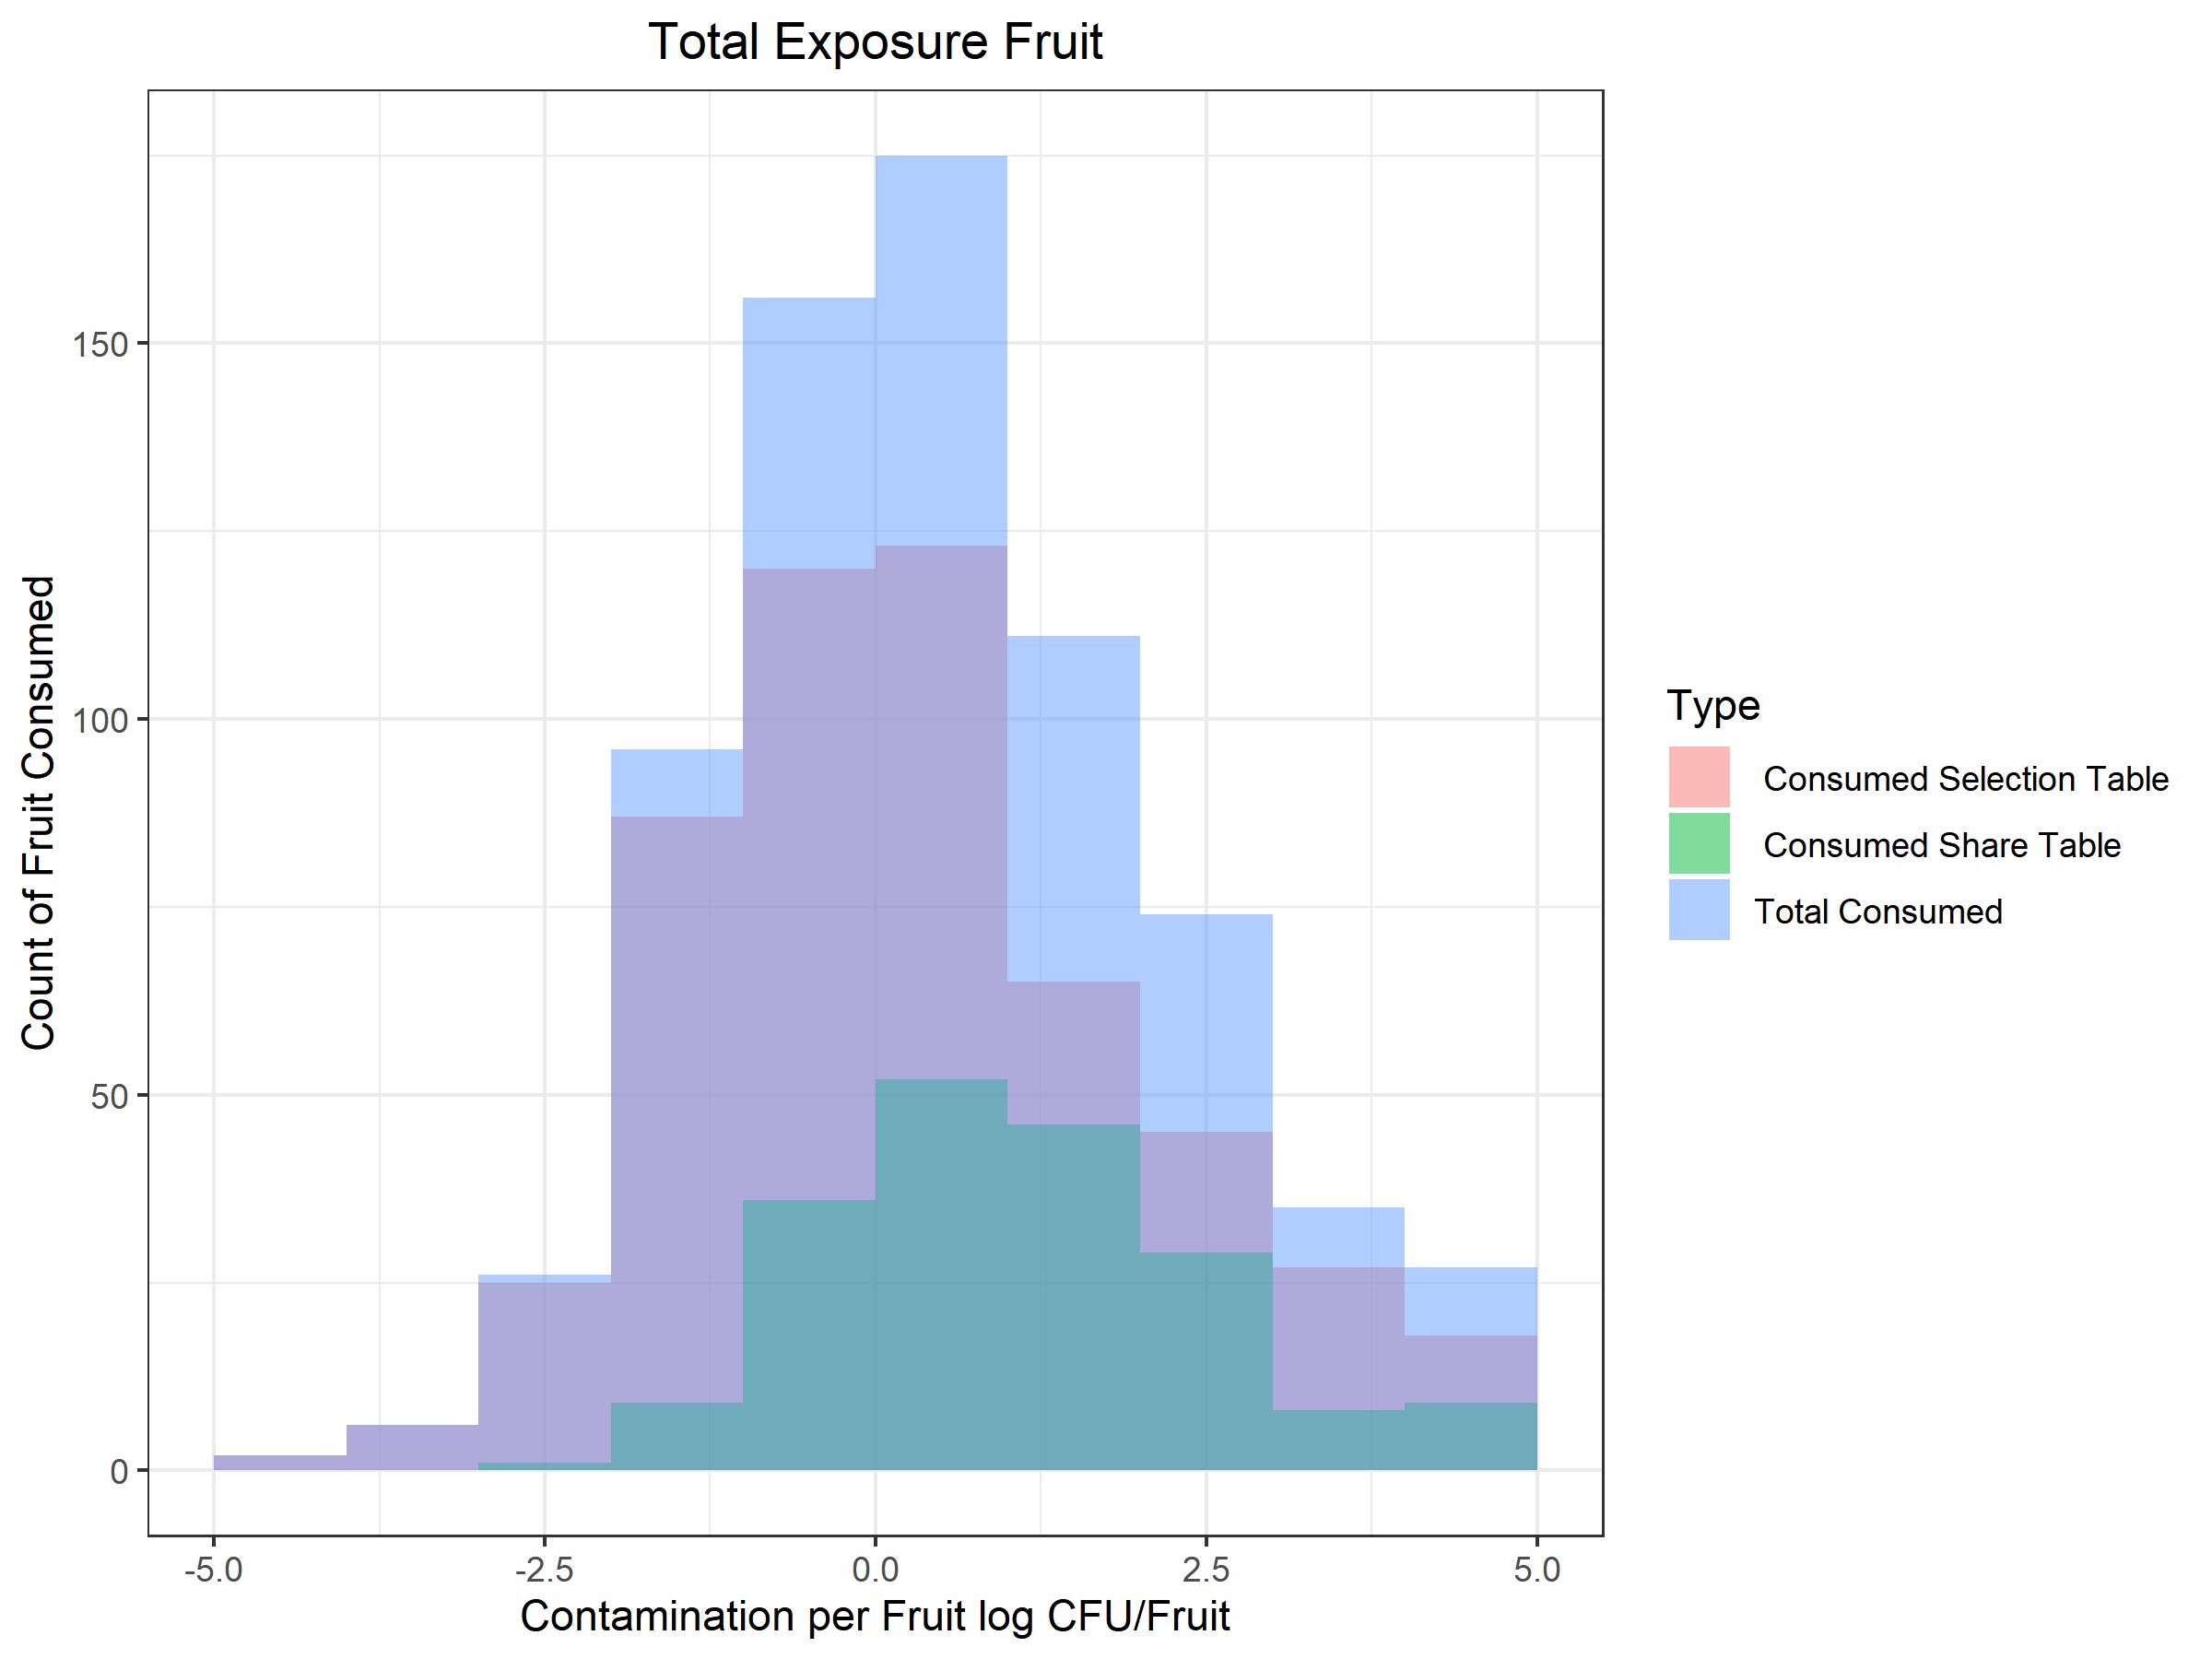 Total Exposure Fruit
Count of Fruit Consumed
150
100
50
0
-5.0
-2.5
0.0
2.5
5.0
Contamination per Fruit log CFU/Fruit
Type
Consumed Selection Table
Consumed Share Table
Total Consumed